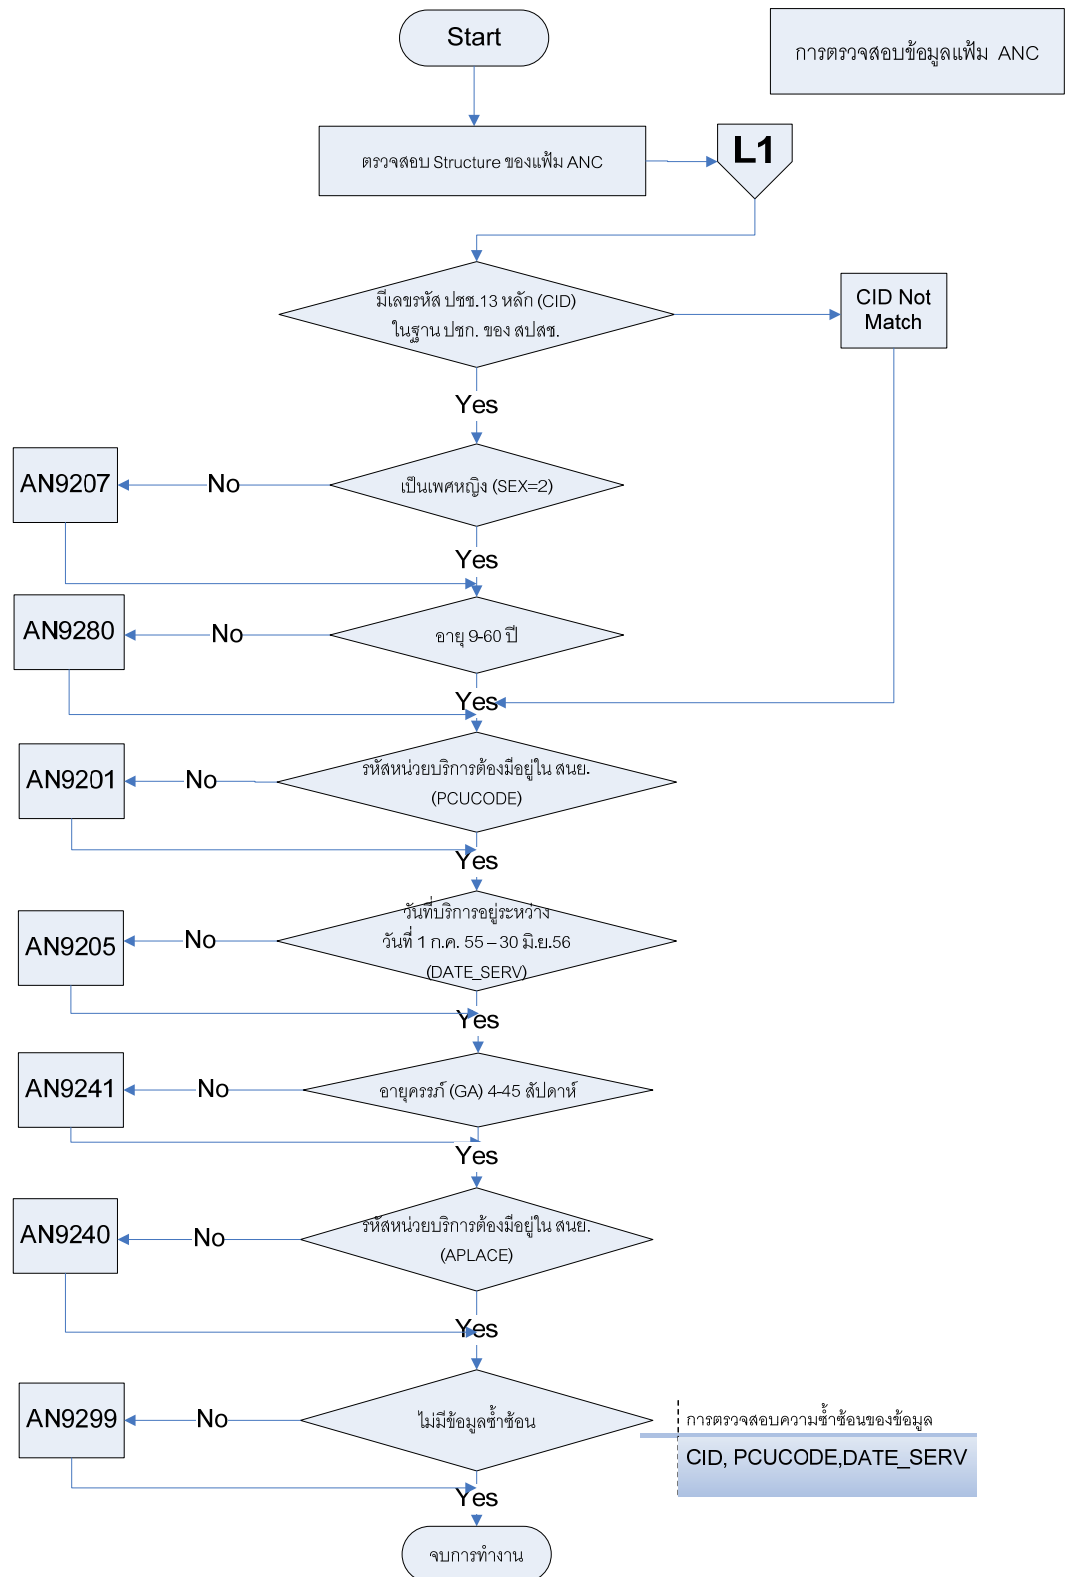 Start
การตรวจสอบข้อมูลแฟ้ม ANC
ตรวจสอบ Structure ของแฟ้ม ANC
L1
มีเลขรหัส ปชช.13 หลัก (CID)
ในฐาน ปชก. ของ สปสช.
CID Not
Match
Yes
เป็นเพศหญิง (SEX=2)
No
AN9207
Yes
อายุ 9-60 ปี
No
AN9280
Yes
รหัสหน่วยบริการต้องมีอยู่ใน สนย.
(PCUCODE)
No
AN9201
Yes
วันที่บริการอยู่ระหว่าง
วันที่ 1 ก.ค. 55 – 30 มิ.ย.56
(DATE_SERV)
No
AN9205
Yes
อายุครรภ์ (GA) 4-45 สัปดาห์
No
AN9241
Yes
รหัสหน่วยบริการต้องมีอยู่ใน สนย.
(APLACE)
No
AN9240
Yes
ไม่มีข้อมูลซ้ำซ้อน
No
AN9299
การตรวจสอบความซ้ำซ้อนของข้อมูล
CID, PCUCODE,DATE_SERV
Yes
จบการทำงาน